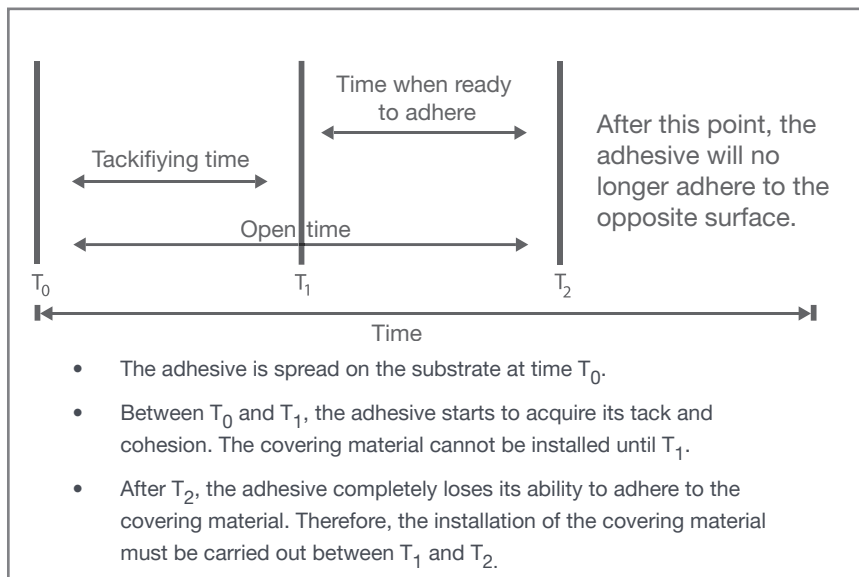 Time when ready
to adhere
After this point, the
adhesive will no
longer adhere to the
opposite surface.
Tackifiying time
Open time
T₀ T₁ T₂
Time
• The adhesive is spread on the substrate at time T₀.
• Between T₀ and T₁, the adhesive starts to acquire its tack and
cohesion. The covering material cannot be installed until T₁.
• After T₂, the adhesive completely loses its ability to adhere to the
covering material. Therefore, the installation of the covering material
must be carried out between T₁ and T₂.